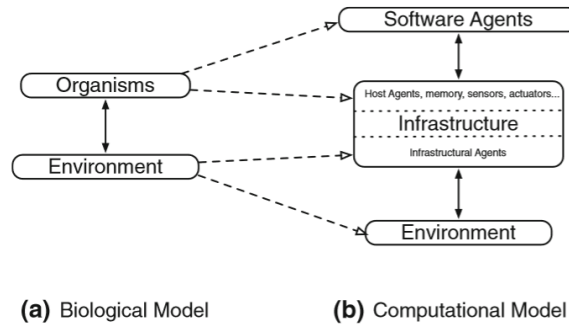 Software Agents
Organisms
Host Agents, memory, sensors, actuators...
Infrastructure
Environment
Infrastructural Agents
Environment
(a) Biological Model
(b) Computational Model